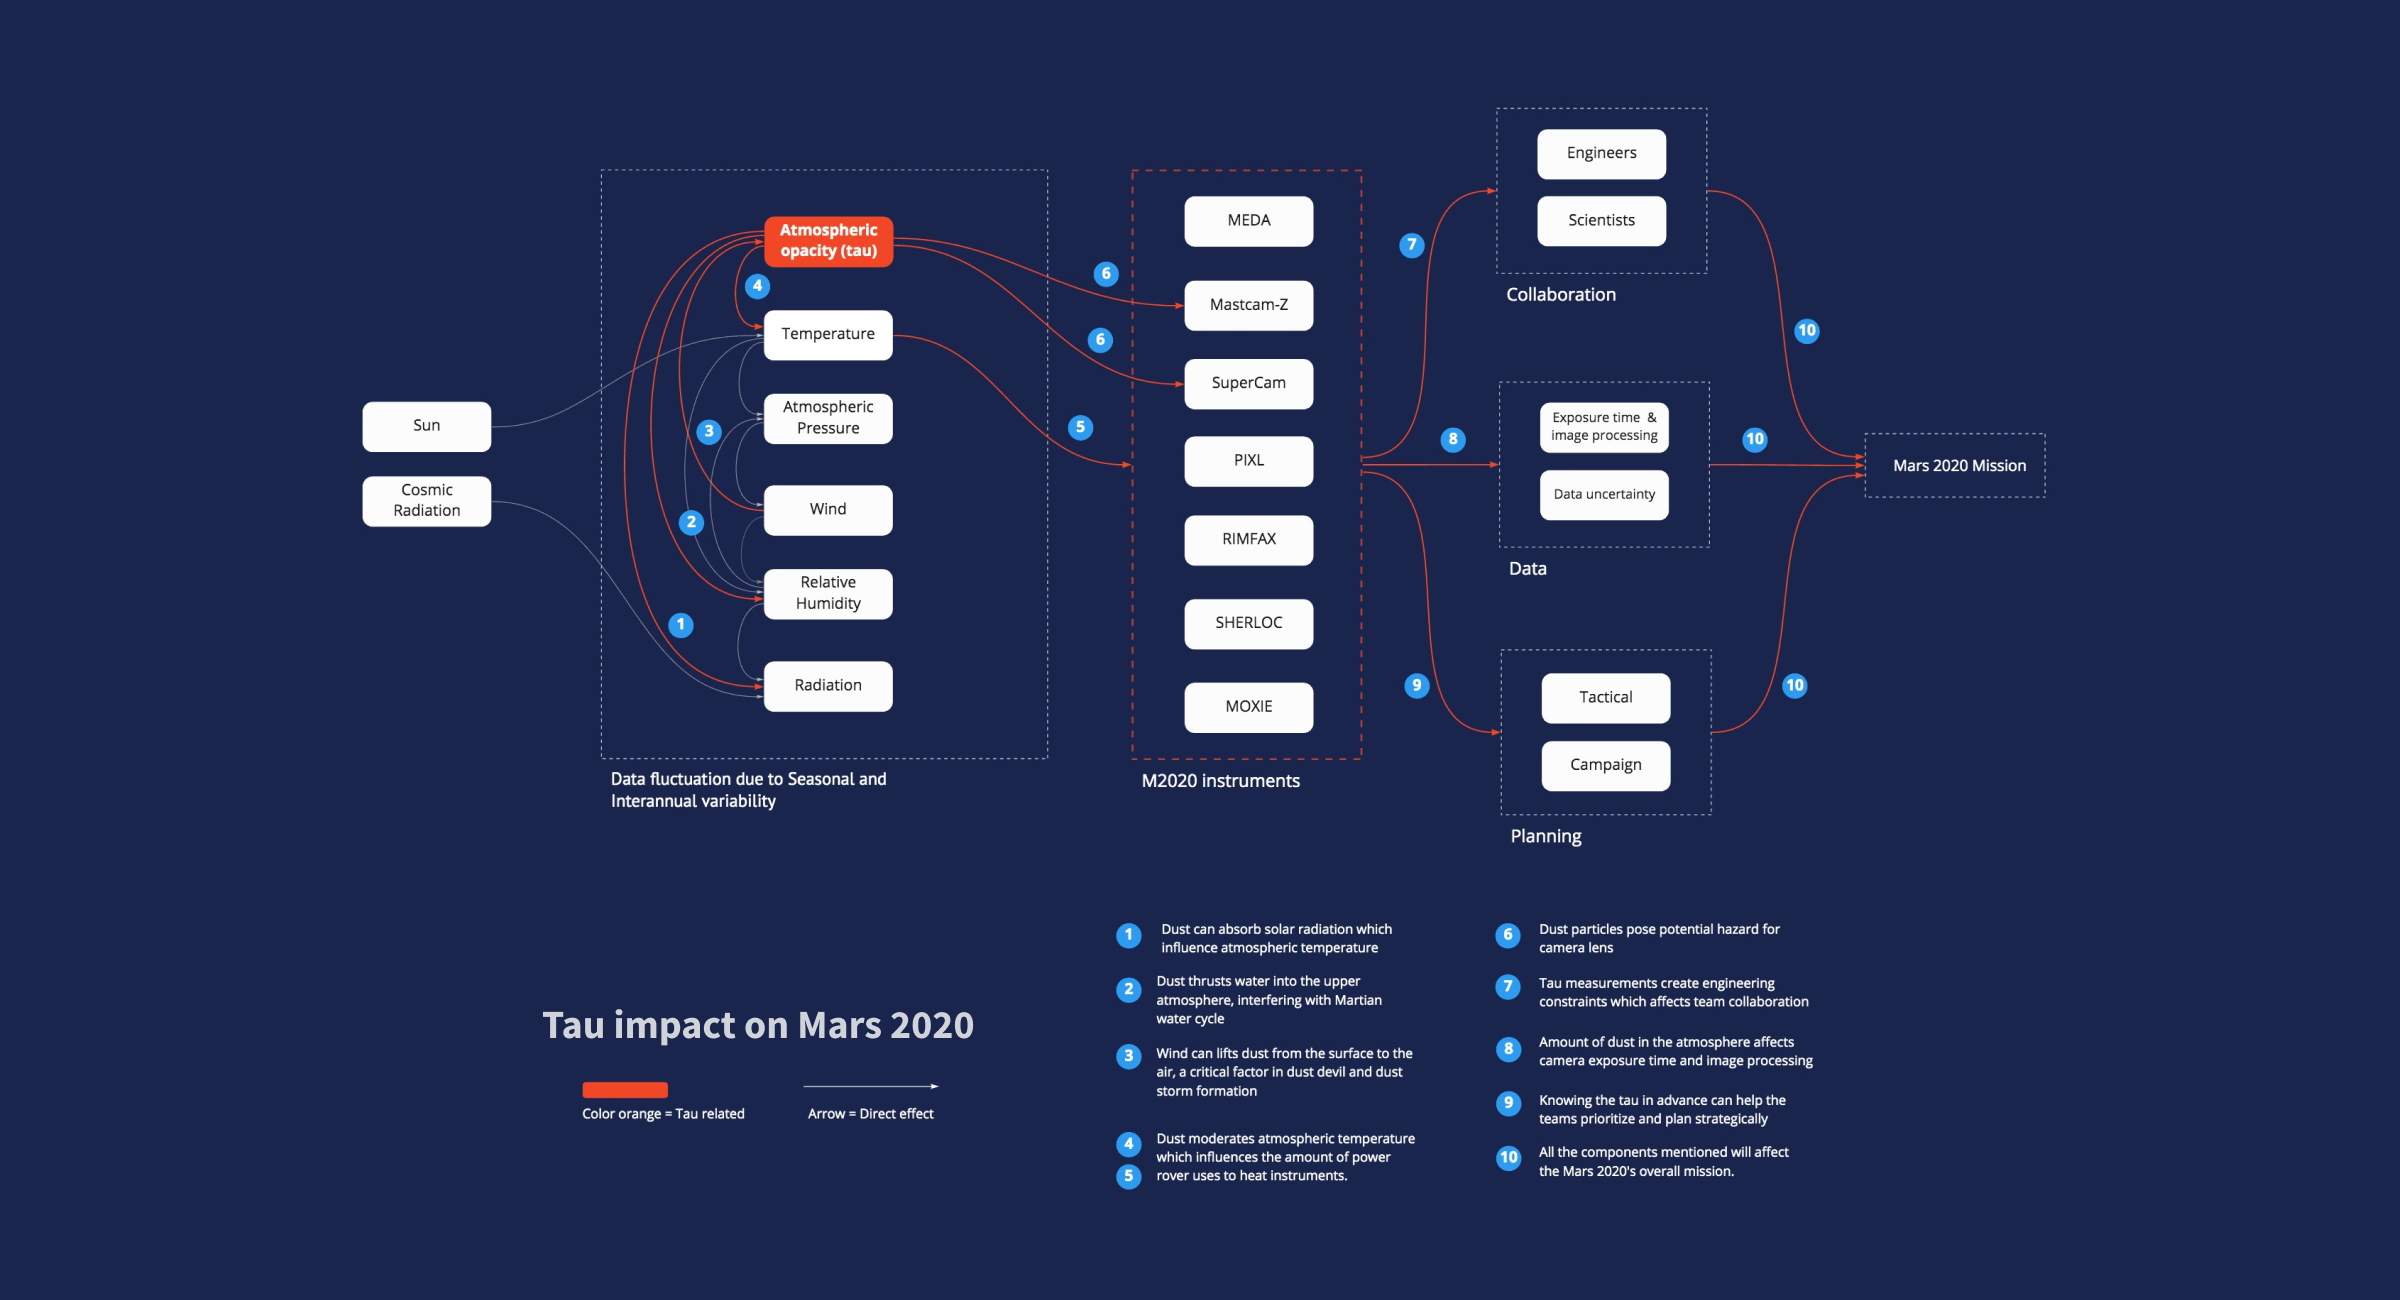 Engineers
Scientists
Collaboration
7
10
Atmospheric
opacity (tau)
4
Temperature
Atmospheric
Pressure
3
Wind
2
Relative
Humidity
1
Radiation
Sun
Cosmic
Radiation
Data fluctuation due to Seasonal and
Interannual variability
6
6
5
MEDA
Mastcam-Z
SuperCam
PIXL
RIMFAX
SHERLOC
MOXIE
M2020 instruments
8
Exposure time &
image processing
Data uncertainty
Data
10
Mars 2020 Mission
9
Tactical
Campaign
Planning
10
Tau impact on Mars 2020
Color orange = Tau related
Arrow = Direct effect
1
Dust can absorb solar radiation which
influence atmospheric temperature
2
Dust thrusts water into the upper
atmosphere, interfering with Martian
water cycle
3
Wind can lifts dust from the surface to the
air, a critical factor in dust devil and dust
storm formation
4
5
Dust moderates atmospheric temperature
which influences the amount of power
rover uses to heat instruments.
6
Dust particles pose potential hazard for
camera lens
7
Tau measurements create engineering
constraints which affects team collaboration
8
Amount of dust in the atmosphere affects
camera exposure time and image processing
9
Knowing the tau in advance can help the
teams prioritize and plan strategically
10
All the components mentioned will affect
the Mars 2020's overall mission.